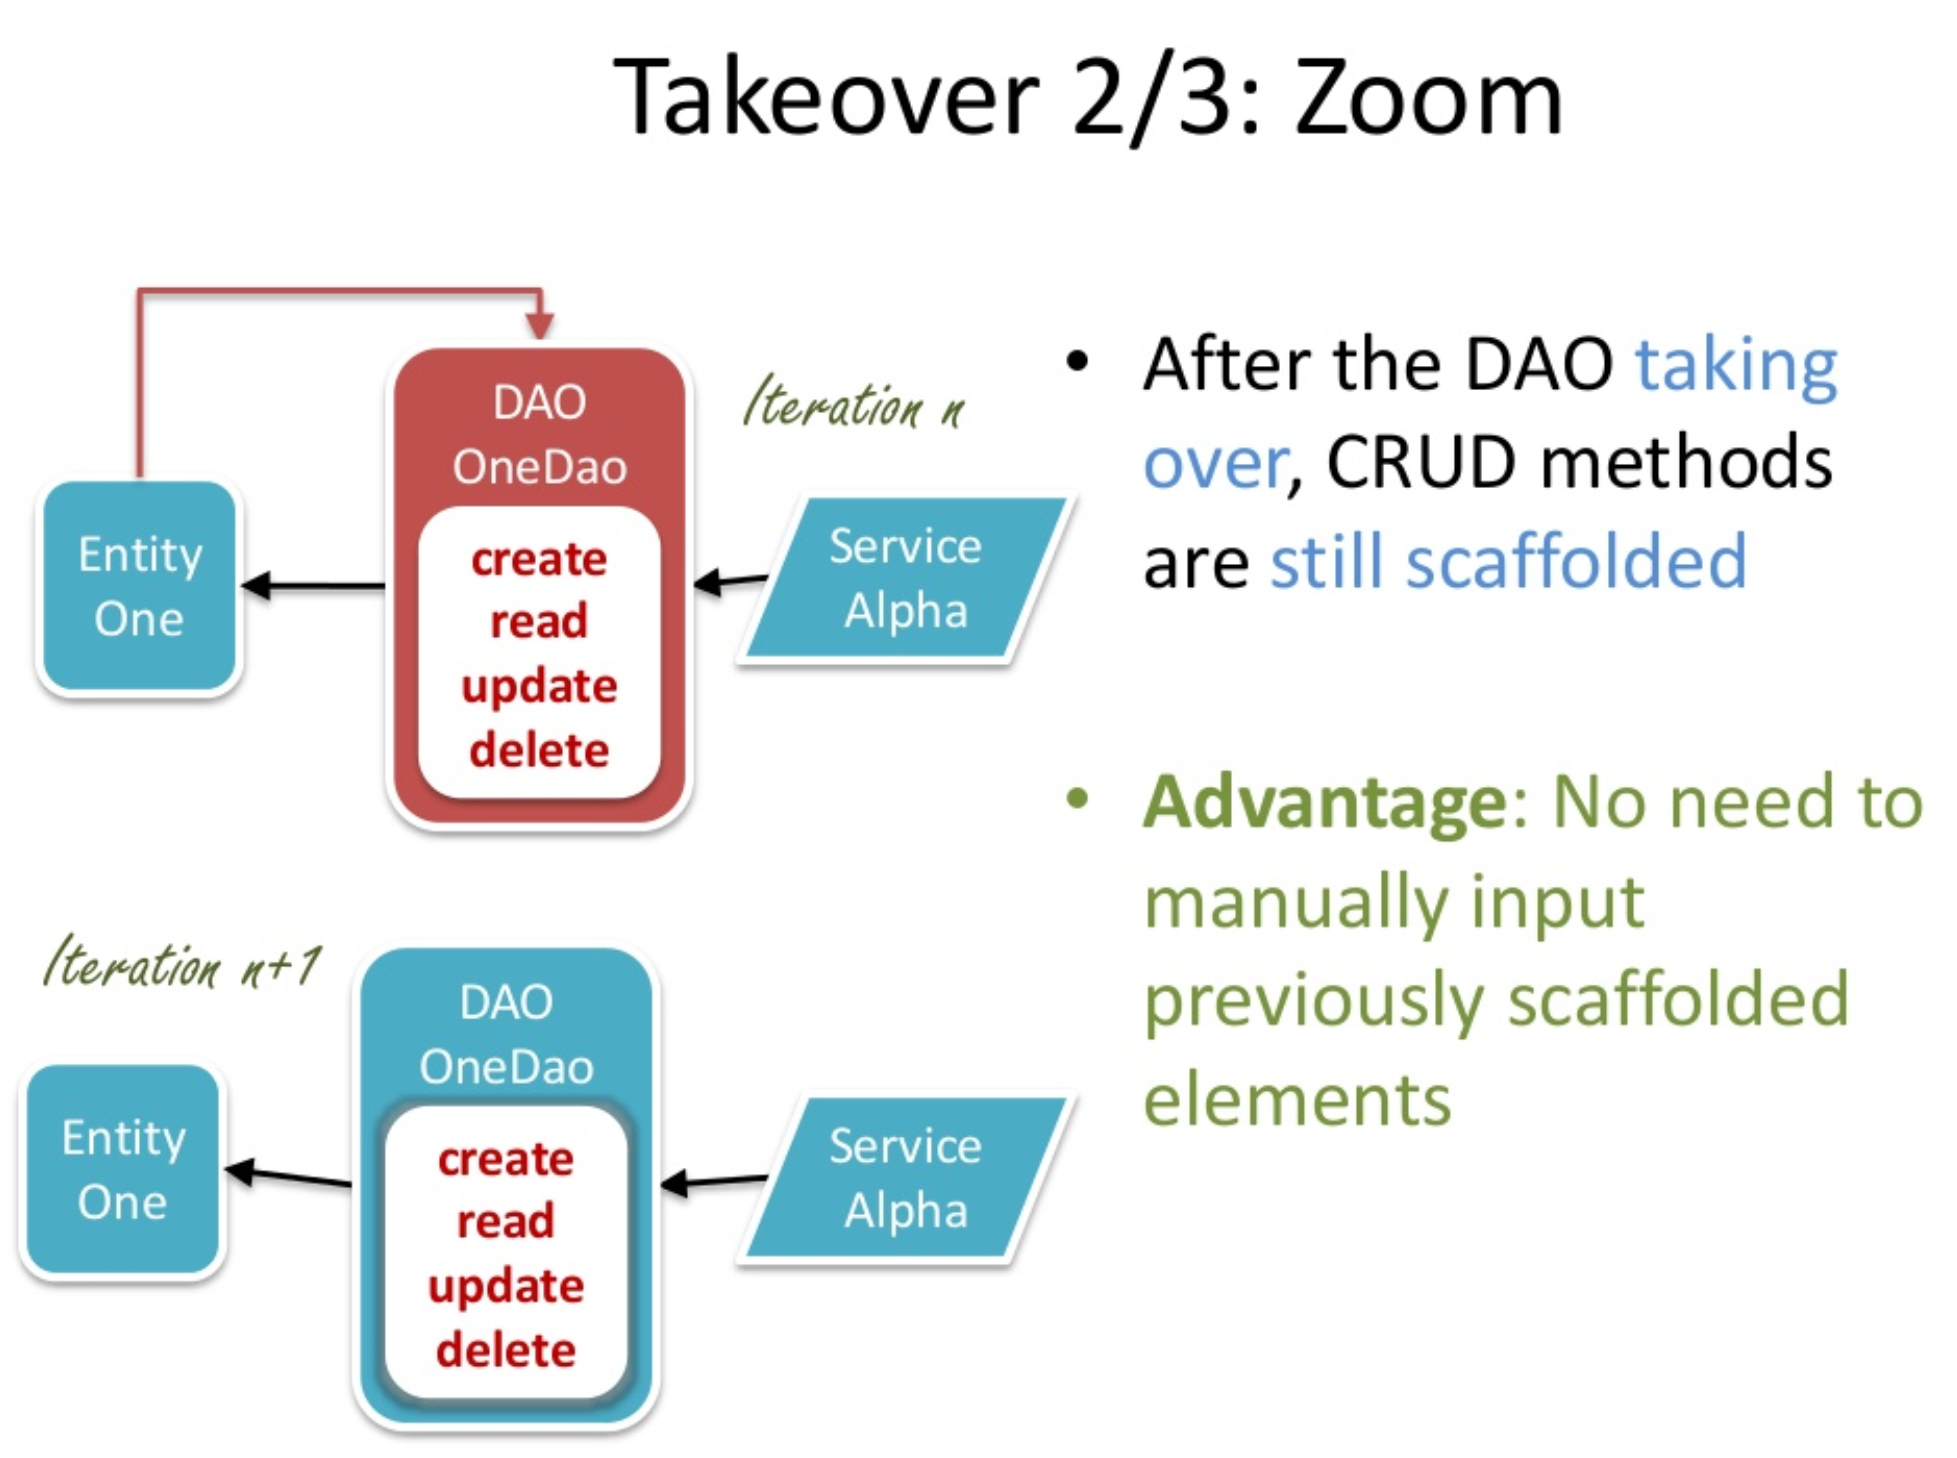 Takeover 2/3: Zoom
DAO
OneDao
create
read
update
delete
Iteration n
Entity
One
Service
Alpha
Iteration n+1
DAO
OneDao
create
read
update
delete
Entity
One
Service
Alpha
• After the DAO taking
over, CRUD methods
are still scaffolded
• Advantage: No need to
manually input
previously scaffolded
elements